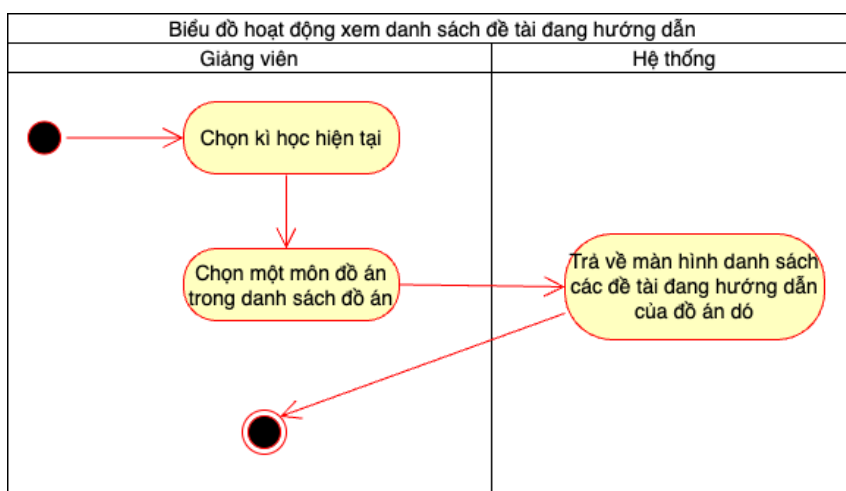 Biểu đồ hoạt động xem danh sách đề tài đang hướng dẫn
Giảng viên
Hệ thống
Chọn kì học hiện tại
Chọn một môn đồ án
trong danh sách đồ án
Trả về màn hình danh sách
các đề tài đang hướng dẫn
của đồ án dó